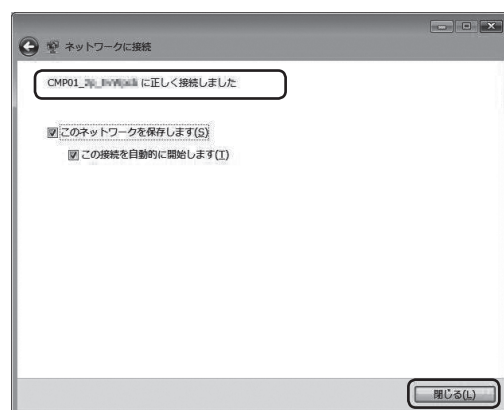 ネットワークに接続
CMP01_ に正しく接続しました
このネットワークを保存します(S)
この接続を自動的に開始します(T)
閉じる(L)